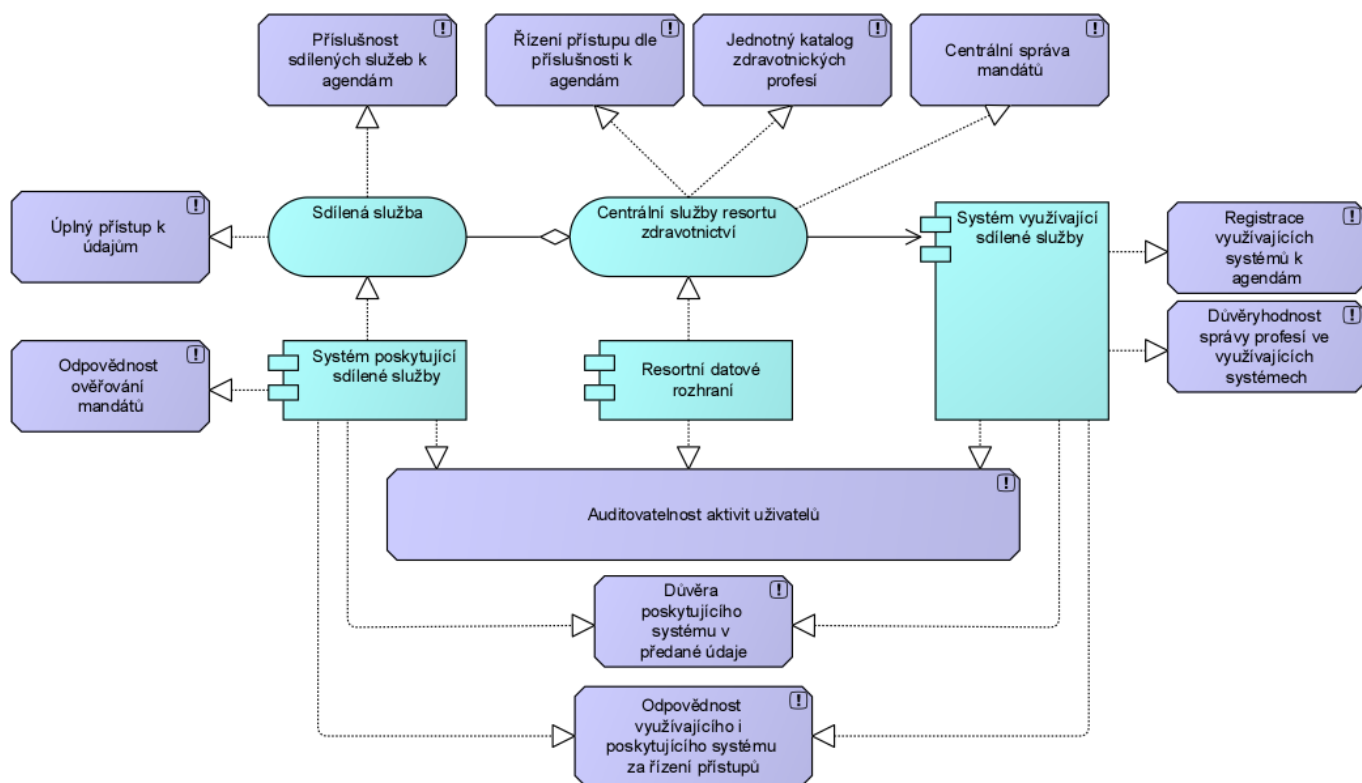 Příslušnost
sdílených služeb k
agendám
Řízení přístupu dle
příslušnosti k
agendám
Jednotný katalog
zdravotnických
profesí
Centrální správa
mandátů
Úplný přístup k
údajům
Sdílená služba
Centrální služby resortu
zdravotnictví
Systém využívající
sdílené služby
Registrace
využívajících
systémů k
agendám
Odpovědnost
ověřování
mandátů
Systém poskytující
sdílené služby
Resortní datové
rozhraní
Důvěryhodnost
správy profesí ve
využívajících
systémech
Auditovatelnost aktivit uživatelů
Důvěra
poskytujícího
systému v
předané údaje
Odpovědnost
využívajícího i
poskytujícího systému
za řízení přístupů